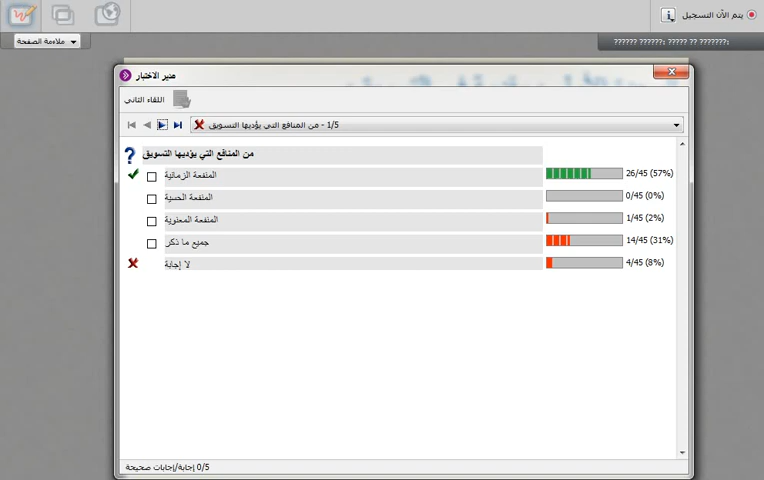 يتم الآن التسجيل
ملاءمة الصفحة
?????? ??????: ????? ?? ???????:
مدير الاختبار
اللقاء الثاني
1/5 - من المنافع التي يؤديها التسويق
من المنافع التي يؤديها التسويق
المنفعة الزمانية 26/45 (57%)
المنفعة الحسية 0/45 (0%)
المنفعة المعنوية 1/45 (2%)
جميع ما ذكر 14/45 (31%)
لا إجابة 4/45 (8%)
0/5 إجابة/إجابات صحيحة